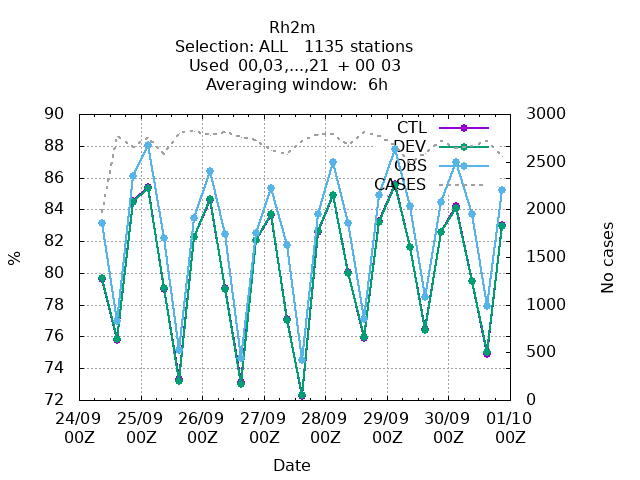 Rh2m
Selection: ALL   1135 stations
Used  00,03,...,21  + 00 03
Averaging window:  6h
90 3000
CTL
DEV
OBS
CASES
88
86 2500
84 2000
82 1500
80
78 1000
76
74 500
72 0
%
No cases
24/09 25/09 26/09 27/09 28/09 29/09 30/09 01/10
00Z 00Z 00Z 00Z 00Z 00Z 00Z 00Z
Date